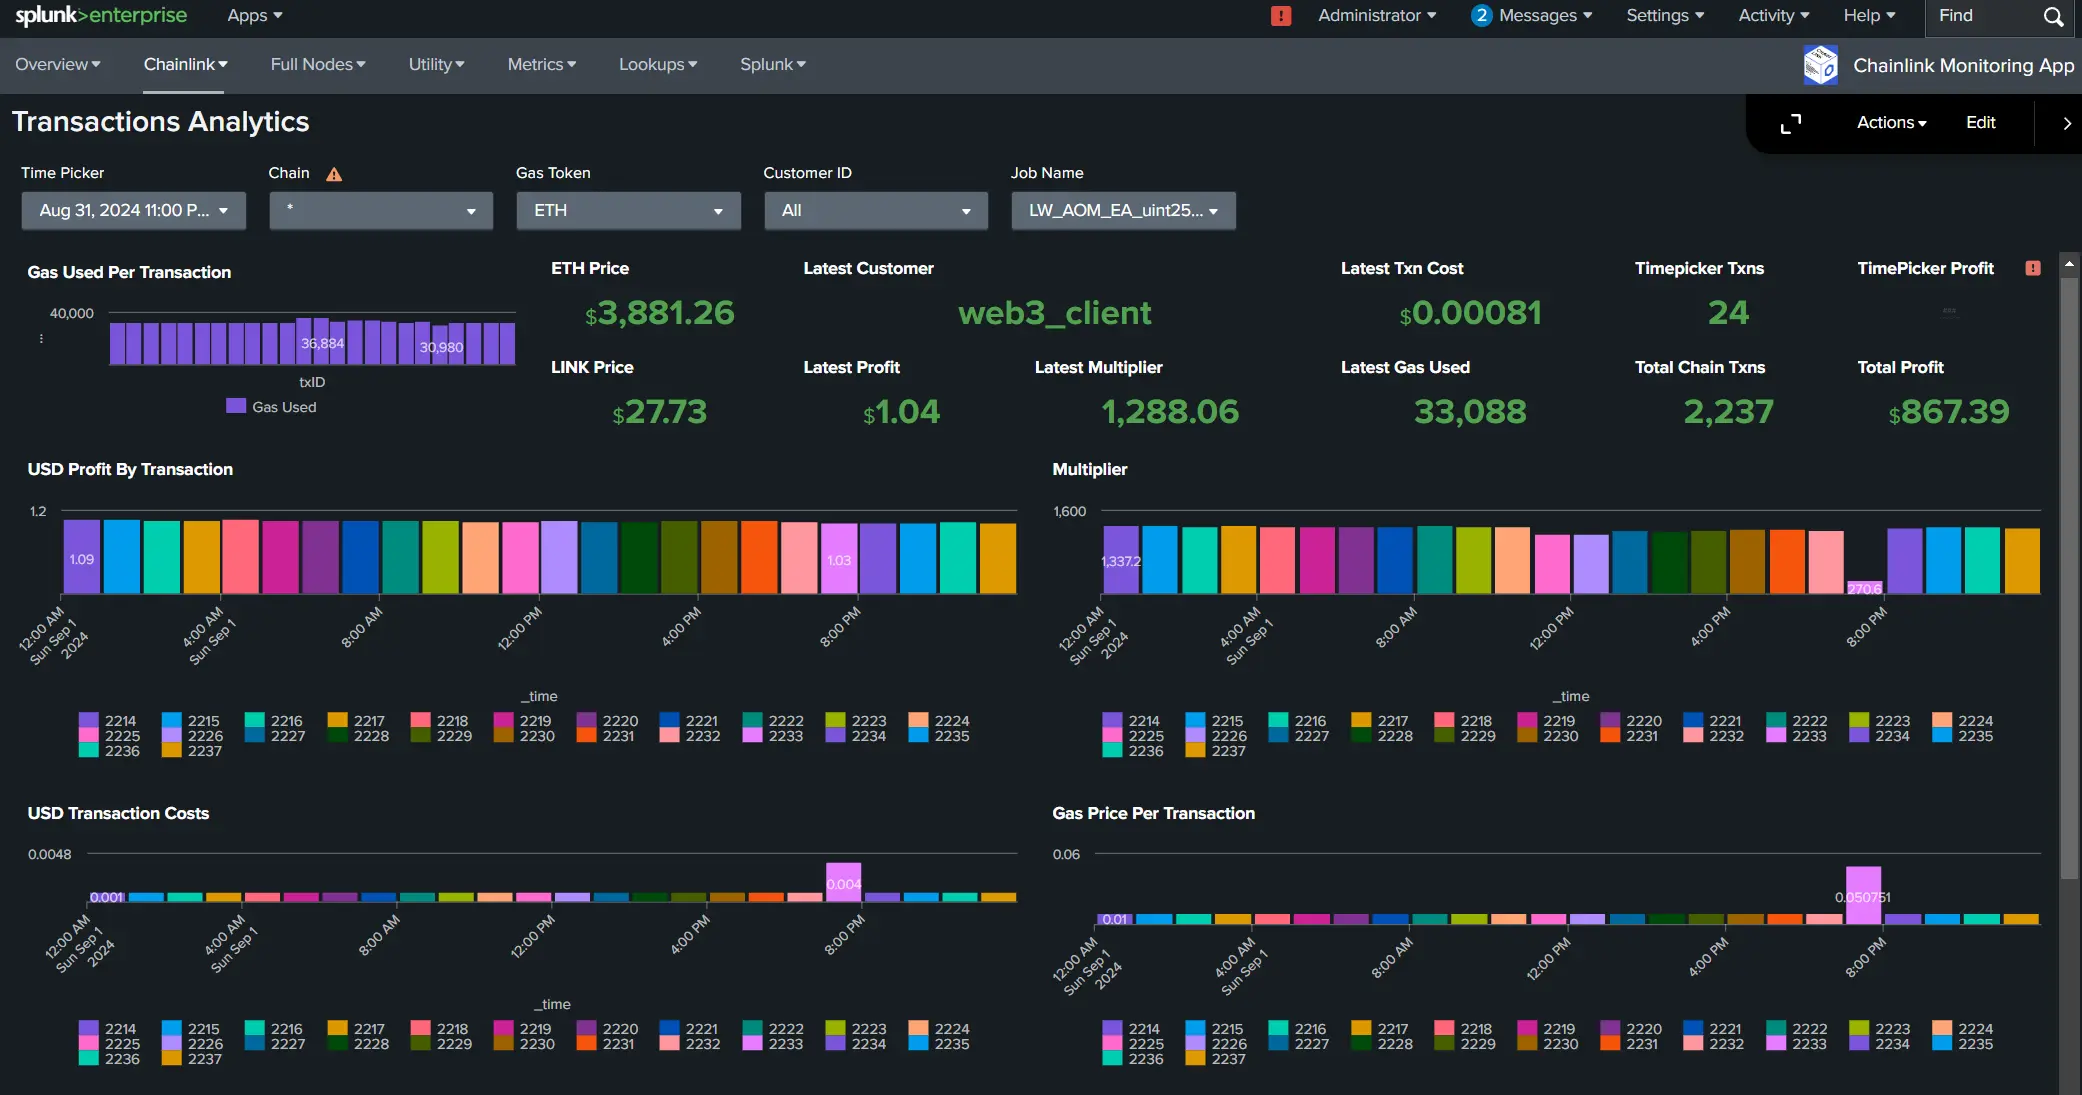 splunk>enterprise Apps Administrator 2 Messages Settings Activity Help Find
Overview Chainlink Full Nodes Utility Metrics Lookups Splunk Chainlink Monitoring App
Transactions Analytics
Actions Edit
Time Picker Chain Gas Token Customer ID Job Name
Aug 31, 2024 11:00 P... * ETH All LW_AOM_EA_uint25...
Gas Used Per Transaction
40,000
36,884
30,980
txID
Gas Used
ETH Price Latest Customer Latest Txn Cost Timepicker Txns TimePicker Profit
$3,881.26 web3_client $0.00081 24
LINK Price Latest Profit Latest Multiplier Latest Gas Used Total Chain Txns Total Profit
$27.73 $1.04 1,288.06 33,088 2,237 $867.39
USD Profit By Transaction
1.2
1.09
1.03
12:00 AM
Sun Sep 1
2024
4:00 AM
Sun Sep 1
8:00 AM
12:00 PM
4:00 PM
8:00 PM
_time
2214 2215 2216 2217 2218 2219 2220 2221 2222 2223 2224
2225 2226 2227 2228 2229 2230 2231 2232 2233 2234 2235
2236 2237
Multiplier
1,600
1,337.2
270.6
12:00 AM
Sun Sep 1
2024
4:00 AM
Sun Sep 1
8:00 AM
12:00 PM
4:00 PM
8:00 PM
_time
2214 2215 2216 2217 2218 2219 2220 2221 2222 2223 2224
2225 2226 2227 2228 2229 2230 2231 2232 2233 2234 2235
2236 2237
USD Transaction Costs
0.0048
0.001
0.004
12:00 AM
Sun Sep 1
2024
4:00 AM
Sun Sep 1
8:00 AM
12:00 PM
4:00 PM
8:00 PM
_time
2214 2215 2216 2217 2218 2219 2220 2221 2222 2223 2224
2225 2226 2227 2228 2229 2230 2231 2232 2233 2234 2235
2236 2237
Gas Price Per Transaction
0.06
0.01
0.050751
12:00 AM
Sun Sep 1
2024
4:00 AM
Sun Sep 1
8:00 AM
12:00 PM
4:00 PM
8:00 PM
2214 2215 2216 2217 2218 2219 2220 2221 2222 2223 2224
2225 2226 2227 2228 2229 2230 2231 2232 2233 2234 2235
2236 2237